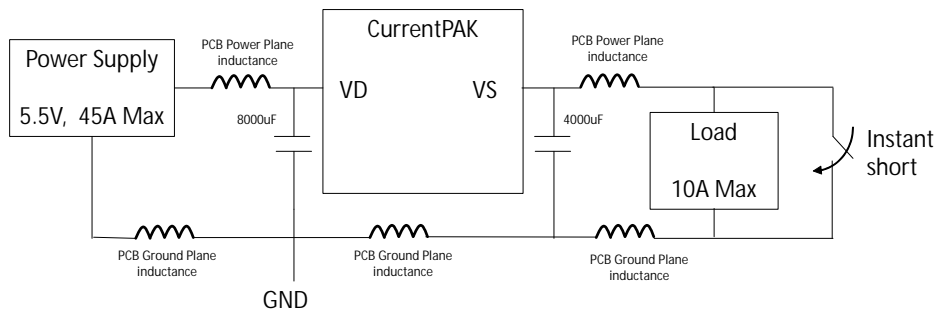 CurrentPAK
PCB Power Plane
inductance
PCB Power Plane
inductance
Power Supply
5.5V, 45A Max
VD
VS
8000uF
4000uF
Load
10A Max
Instant
short
PCB Ground Plane
inductance
PCB Ground Plane
inductance
PCB Ground Plane
inductance
GND